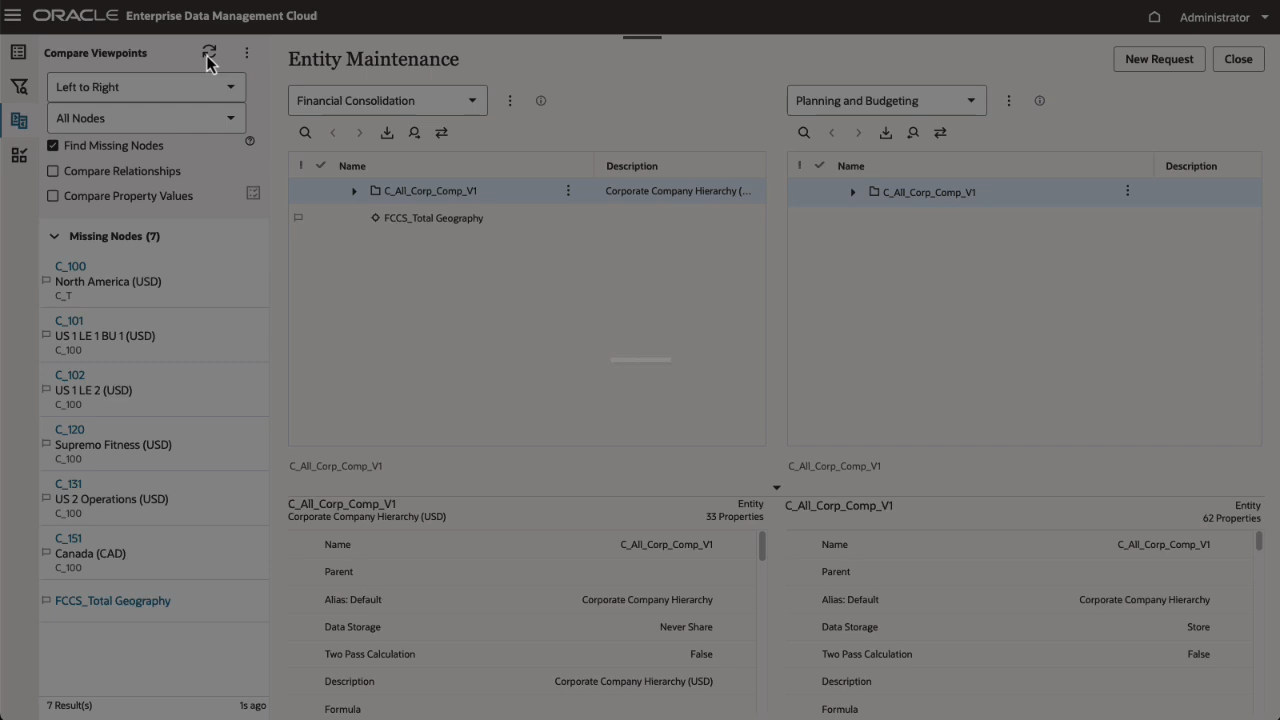 ORACLE Enterprise Data Management Cloud
Administrator
Compare Viewpoints
Left to Right
All Nodes
Find Missing Nodes
Compare Relationships
Compare Property Values
Missing Nodes (7)
C_100
North America (USD)
C_T
C_101
US 1 LE 1 BU 1 (USD)
C_100
C_102
US 1 LE 2 (USD)
C_100
C_120
Supremo Fitness (USD)
C_100
C_131
US 2 Operations (USD)
C_100
C_151
Canada (CAD)
C_100
FCCS_Total Geography
7 Result(s) 1s ago
Entity Maintenance
New Request Close
Financial Consolidation
Name Description
C_All_Corp_Comp_V1 Corporate Company Hierarchy (...
FCCS_Total Geography
C_All_Corp_Comp_V1
C_All_Corp_Comp_V1 Entity
Corporate Company Hierarchy (USD) 33 Properties
Name C_All_Corp_Comp_V1
Parent
Alias: Default Corporate Company Hierarchy
Data Storage Never Share
Two Pass Calculation False
Description Corporate Company Hierarchy (USD)
Formula
Planning and Budgeting
Name Description
C_All_Corp_Comp_V1
C_All_Corp_Comp_V1
C_All_Corp_Comp_V1 Entity
62 Properties
Name C_All_Corp_Comp_V1
Parent
Alias: Default Corporate Company Hierarchy
Data Storage Store
Two Pass Calculation False
Description
Formula